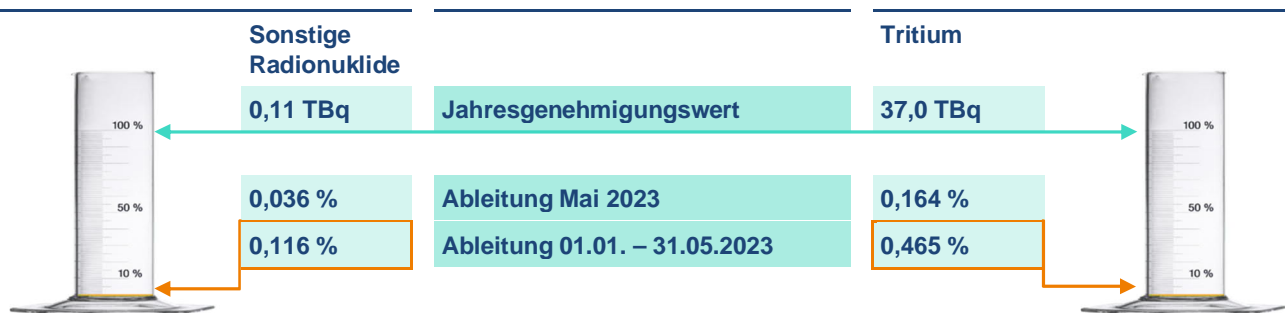 Sonstige
Radionuklide
Tritium
0,11 TBq
Jahresgenehmigungswert
37,0 TBq
100 %
100 %
0,036 %
Ableitung Mai 2023
0,164 %
50 %
50 %
0,116 %
Ableitung 01.01. – 31.05.2023
0,465 %
10 %
10 %